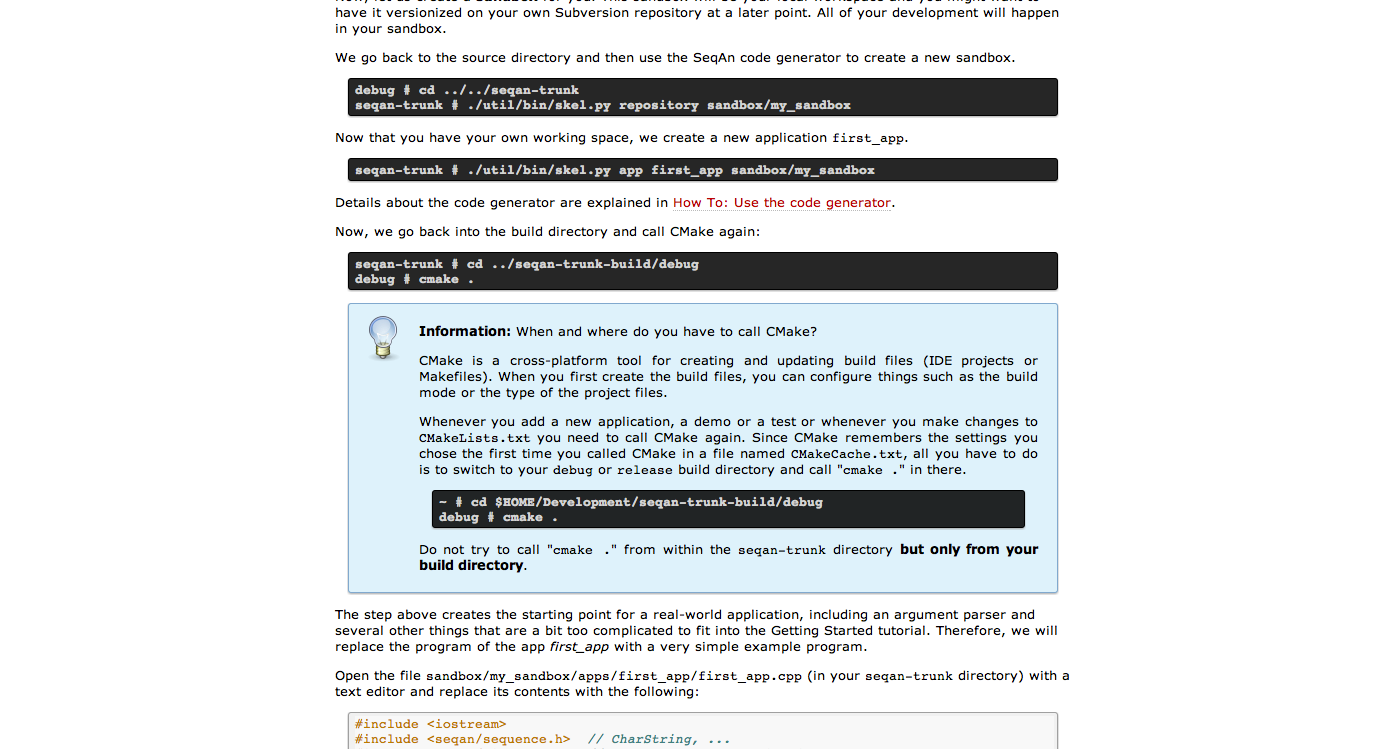 have it versionized on your own Subversion repository at a later point. All of your development will happen
in your sandbox.
We go back to the source directory and then use the SeqAn code generator to create a new sandbox.
debug # cd ../../seqan-trunk
seqan-trunk # ./util/bin/skel.py repository sandbox/my_sandbox
Now that you have your own working space, we create a new application first_app.
seqan-trunk # ./util/bin/skel.py app first_app sandbox/my_sandbox
Details about the code generator are explained in How To: Use the code generator.
Now, we go back into the build directory and call CMake again:
seqan-trunk # cd ../seqan-trunk-build/debug
debug # cmake .
Information: When and where do you have to call CMake?
CMake is a cross-platform tool for creating and updating build files (IDE projects or
Makefiles). When you first create the build files, you can configure things such as the build
mode or the type of the project files.
Whenever you add a new application, a demo or a test or whenever you make changes to
CMakeLists.txt you need to call CMake again. Since CMake remembers the settings you
chose the first time you called CMake in a file named CMakeCache.txt, all you have to do
is to switch to your debug or release build directory and call "cmake ." in there.
~ # cd $HOME/Development/seqan-trunk-build/debug
debug # cmake .
Do not try to call "cmake ." from within the seqan-trunk directory but only from your
build directory.
The step above creates the starting point for a real-world application, including an argument parser and
several other things that are a bit too complicated to fit into the Getting Started tutorial. Therefore, we will
replace the program of the app first_app with a very simple example program.
Open the file sandbox/my_sandbox/apps/first_app/first_app.cpp (in your seqan-trunk directory) with a
text editor and replace its contents with the following:
#include <iostream>
#include <seqan/sequence.h>  // CharString, ...